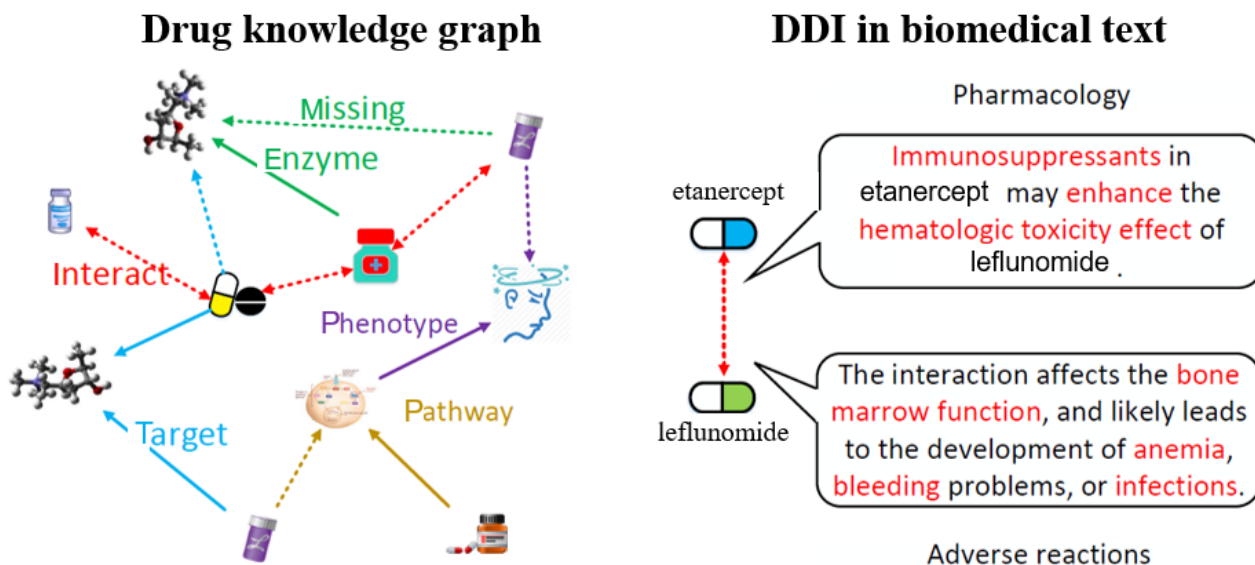 Drug knowledge graph
Missing
Enzyme
Interact
Phenotype
Pathway
Target
DDI in biomedical text
Pharmacology
etanercept
Immunosuppressants in
etanercept may enhance the
hematologic toxicity effect of
leflunomide .
leflunomide
The interaction affects the bone
marrow function, and likely leads
to the development of anemia,
bleeding problems, or infections.
Adverse reactions